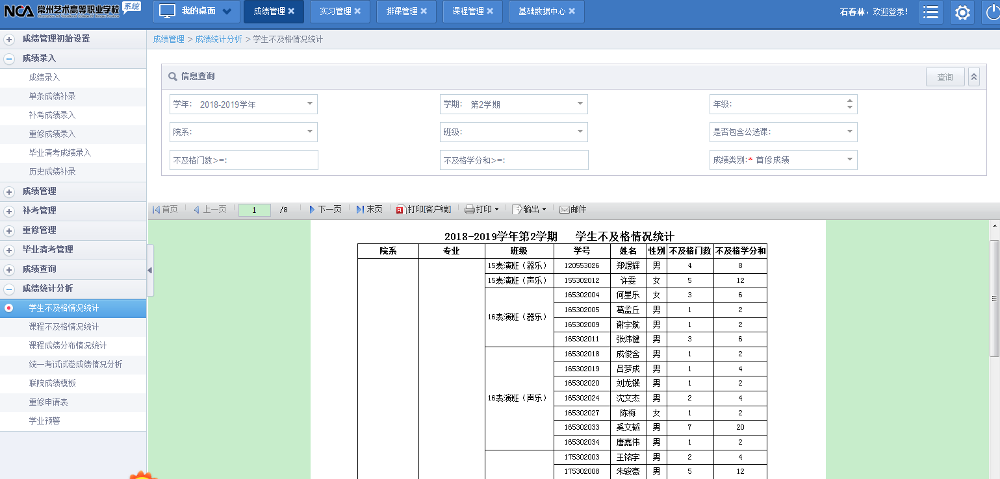 NCA 常州艺术高等职业学校 系统
我的桌面 成绩管理 实习管理 排课管理 课程管理 基础数据中心 石春林，欢迎登录！
成绩管理初始设置
成绩录入
成绩录入
单条成绩补录
补考成绩录入
重修成绩录入
毕业清考成绩录入
历史成绩补录
成绩管理
补考管理
重修管理
毕业清考管理
成绩查询
成绩统计分析
学生不及格情况统计
课程不及格情况统计
课程成绩分布情况统计
统一考试试卷成绩情况分析
联院成绩模板
重修申请表
学业预警
成绩管理 > 成绩统计分析 > 学生不及格情况统计
信息查询 查询
学年： 2018-2019学年 学期： 第2学期 年级：
院系： 班级： 是否包含公选课：
不及格门数>=： 不及格学分和>=： 成绩类别：* 首修成绩
首页 上一页 1 /8 下一页 末页 打印[客户端] 打印 输出 邮件
2018-2019学年第2学期 学生不及格情况统计
院系 专业 班级 学号 姓名 性别 不及格门数 不及格学分和
15表演班（器乐） 120553026 郑煜辉 男 4 8
15表演班（声乐） 155302012 许雯 女 5 12
16表演班（器乐） 165302004 何星乐 女 3 6
165302005 葛孟丘 男 1 2
165302009 谢宇航 男 1 2
165302011 张炜健 男 3 6
16表演班（声乐） 165302018 成俊含 男 1 2
165302019 吕梦成 男 1 4
165302020 刘龙镪 男 1 2
165302024 沈文杰 男 2 4
165302027 陈梅 女 1 2
165302033 奚文韬 男 7 20
165302034 唐嘉伟 男 1 2
175302003 王铭宇 男 2 4
175302008 朱骏豪 男 5 12